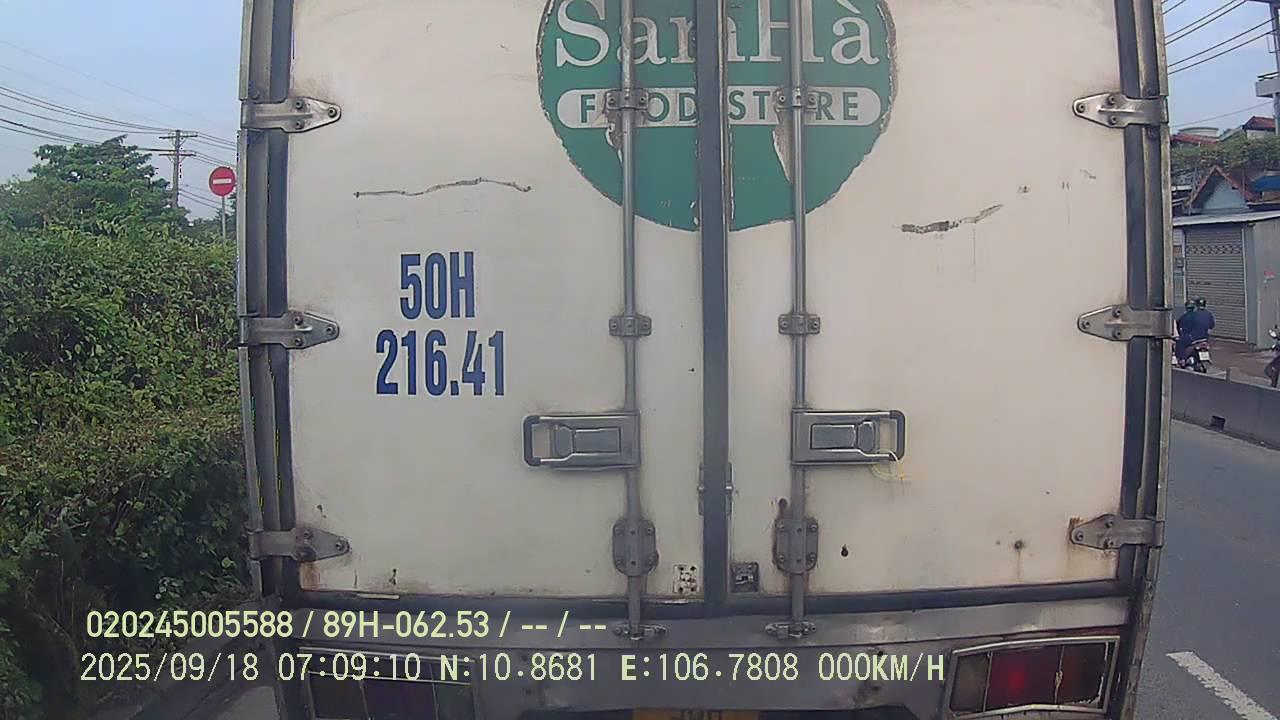 SanHà
FOOD STORE
50H
216.41
020245005588 / 89H-062.53 / -- / --
2025/09/18 07:09:10 N:10.8681 E:106.7808 000KM/H